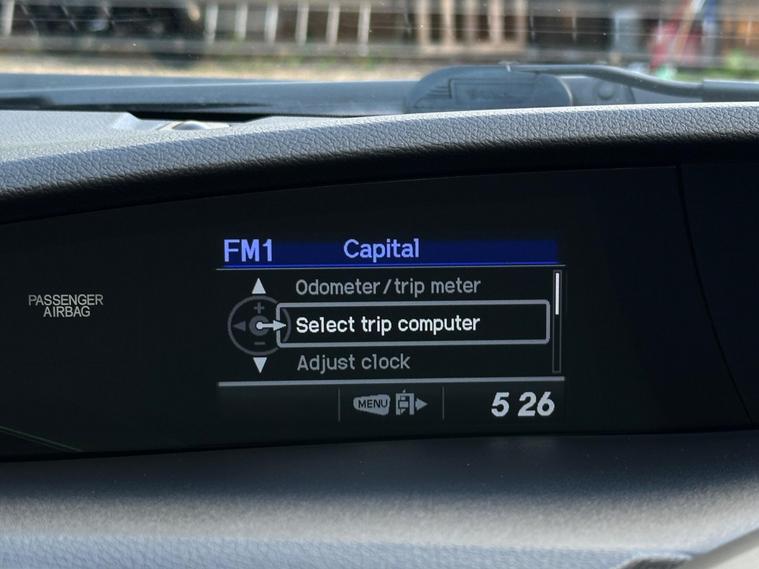 FM1 Capital
Odometer/trip meter
PASSENGER
AIRBAG
Select trip computer
Adjust clock
MENU
5 26